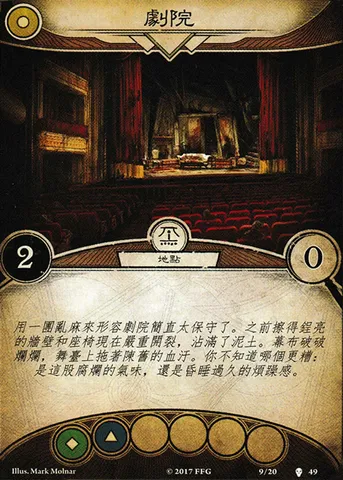 劇院
2
地點
0
用一團亂麻來形容劇院簡直太保守了。之前擦得鋥亮
的牆壁和座椅現在嚴重開裂，沾滿了泥土。幕布破破
爛爛，舞臺上拖著陳舊的血汙。你不知道哪個更糟：
是這股腐爛的氣味，還是昏睡過久的煩躁感。
Illus. Mark Molnar
© 2017 FFG
9/20
49